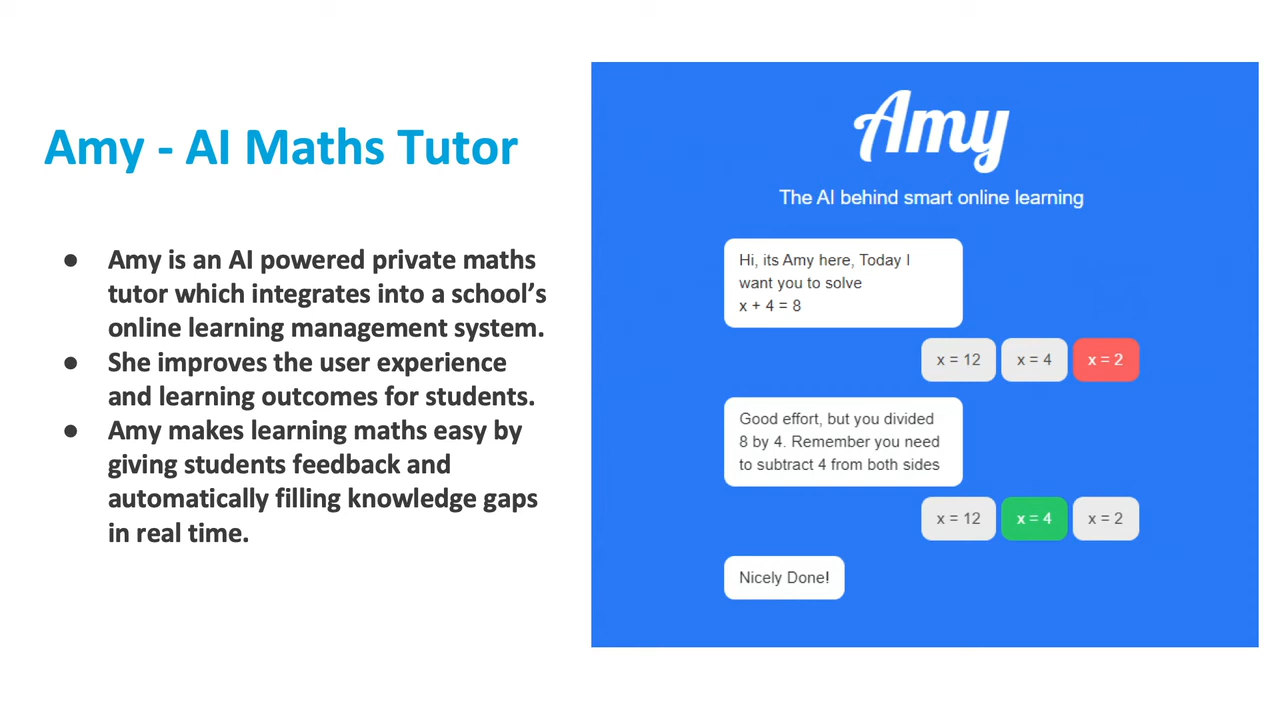 Amy - AI Maths Tutor
● Amy is an AI powered private maths
tutor which integrates into a school’s
online learning management system.
● She improves the user experience
and learning outcomes for students.
● Amy makes learning maths easy by
giving students feedback and
automatically filling knowledge gaps
in real time.
Amy
The AI behind smart online learning
Hi, its Amy here, Today I
want you to solve
x + 4 = 8
x = 12 x = 4 x = 2
Good effort, but you divided
8 by 4. Remember you need
to subtract 4 from both sides
x = 12 x = 4 x = 2
Nicely Done!